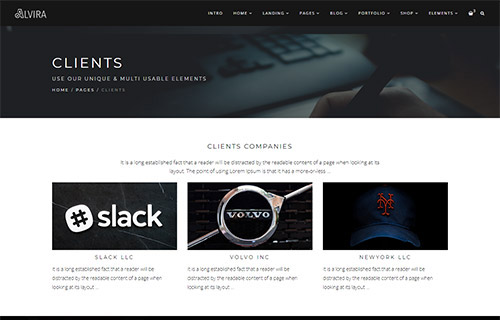 ALVIRA
INTRO HOME LANDING PAGES BLOG PORTFOLIO SHOP ELEMENTS
CLIENTS
USE OUR UNIQUE & MULTI USABLE ELEMENTS
HOME / PAGES / CLIENTS
CLIENTS COMPANIES
It is a long established fact that a reader will be distracted by the readable content of a page when looking at its
layout. The point of using Lorem Ipsum is that it has a more-or-less ...
slack
VOLVO
NY
SLACK LLC
VOLVO INC
NEWYORK LLC
It is a long established fact that a reader will be
distracted by the readable content of a page when
looking at its layout ...
It is a long established fact that a reader will be
distracted by the readable content of a page when
looking at its layout ...
It is a long established fact that a reader will be
distracted by the readable content of a page when
looking at its layout ...